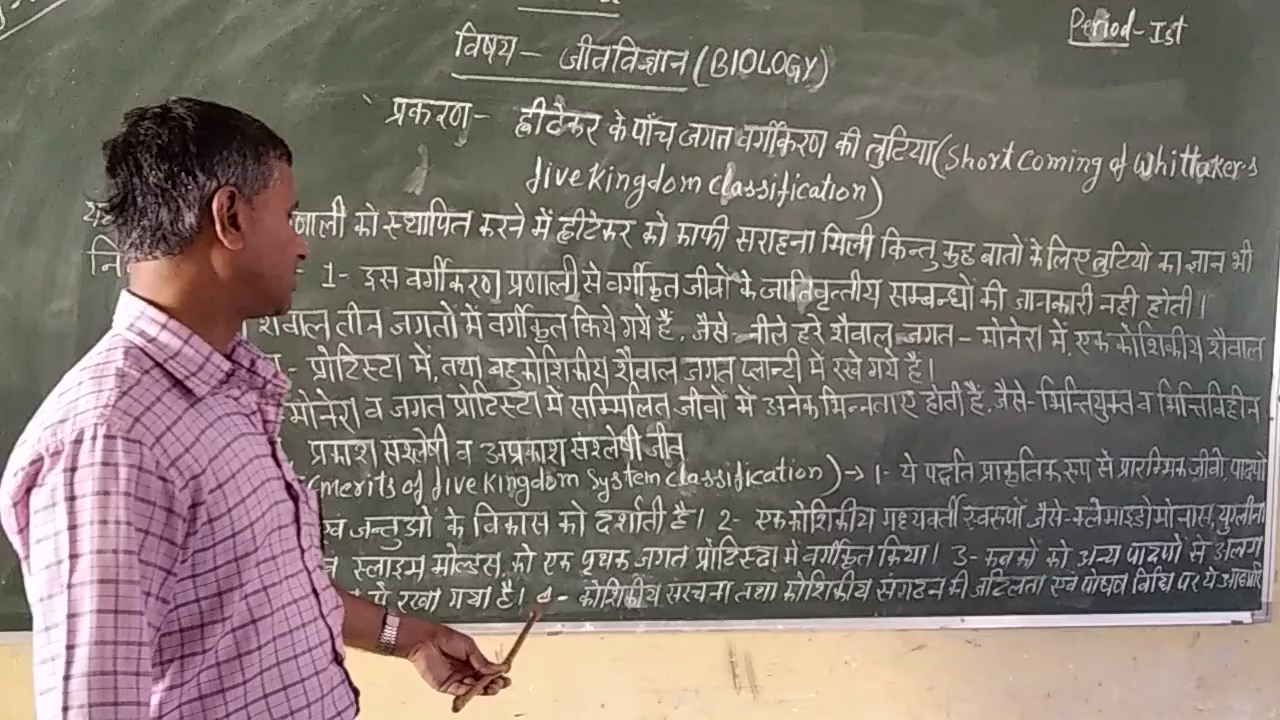 Period - Ist
विषय - जीवविज्ञान (BIOLOGY)
प्रकरण - ह्वीटेकर के पाँच जगत वर्गीकरण की त्रुटिया (Short Coming of Whittaker's
five Kingdom classification)
णाली को स्थापित करने में ह्वीटेकर को काफी सराहना मिली किन्तु कुछ बातों के लिए त्रुटियों का ज्ञान भी
नि 1- इस वर्गीकरण प्रणाली से वर्गीकृत जीवों के जातिवृत्तीय सम्बन्धों की जानकारी नही होती।
शैवाल तीन जगतों में वर्गीकृत किये गये है, जैसे - नीले हरे शैवाल जगत - मोनेरा में, एक कोशिकीय शैवाल
- प्रोटिस्टा में, तथा बहुकोशिकीय शैवाल जगत प्लान्टी में रखे गये है।
मोनेरा व जगत प्रोटिस्टा में सम्मिलित जीवों में अनेक भिन्नताए होती है, जैसे - भित्तियुक्त व भित्तिविहीन
प्रकाश संश्लेषी व अप्रकाश संश्लेषी जीव
(merits of five Kingdom System classification) → 1- ये पद्धति प्राकृतिक रूप से प्रारम्भिक जीवो, पादपो
एवं जन्तुओं के विकास को दर्शाती है। 2- एककोशिकीय मध्यवर्ती स्वरूपों जैसे - क्लेमाइडोमोनास, युग्लीना
व स्लाइम मोल्डस, को एक पृथक जगत प्रोटिस्टा में वर्गीकृत किया। 3- कवको को अन्य पादपो से अलग
में रखा गया है। 4- कोशिकीय संरचना तथा कोशिकीय संगठन की जटिलता एवं पोषण विधि पर ये आधारि